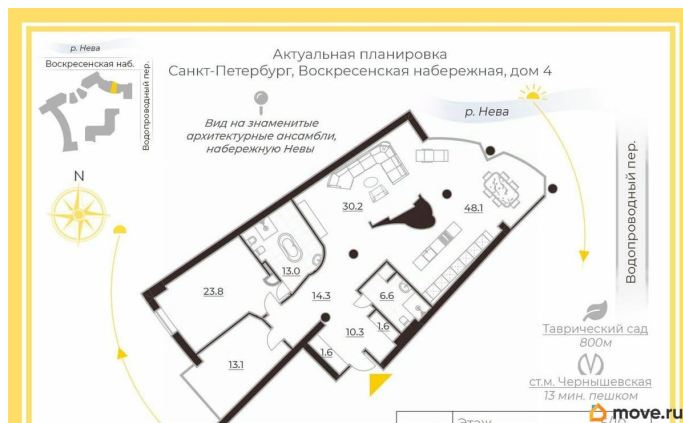 р. Нева
Воскресенская наб.
Водопроводный пер.
Актуальная планировка
Санкт-Петербург, Воскресенская набережная, дом 4
Вид на знаменитые
архитектурные ансамбли,
набережную Невы
р. Нева
Водопроводный пер.
N
30.2
48.1
13.0
23.8
14.3
6.6
1.6
10.3
1.6
13.1
Таврический сад
800м
ст.м. Чернышевская
13 мин. пешком
Этаж
move.ru